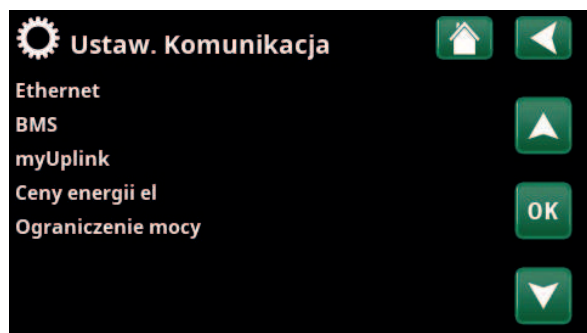 Ustaw. Komunikacja
Ethernet
BMS
myUplink
Ceny energii el
Ograniczenie mocy
OK